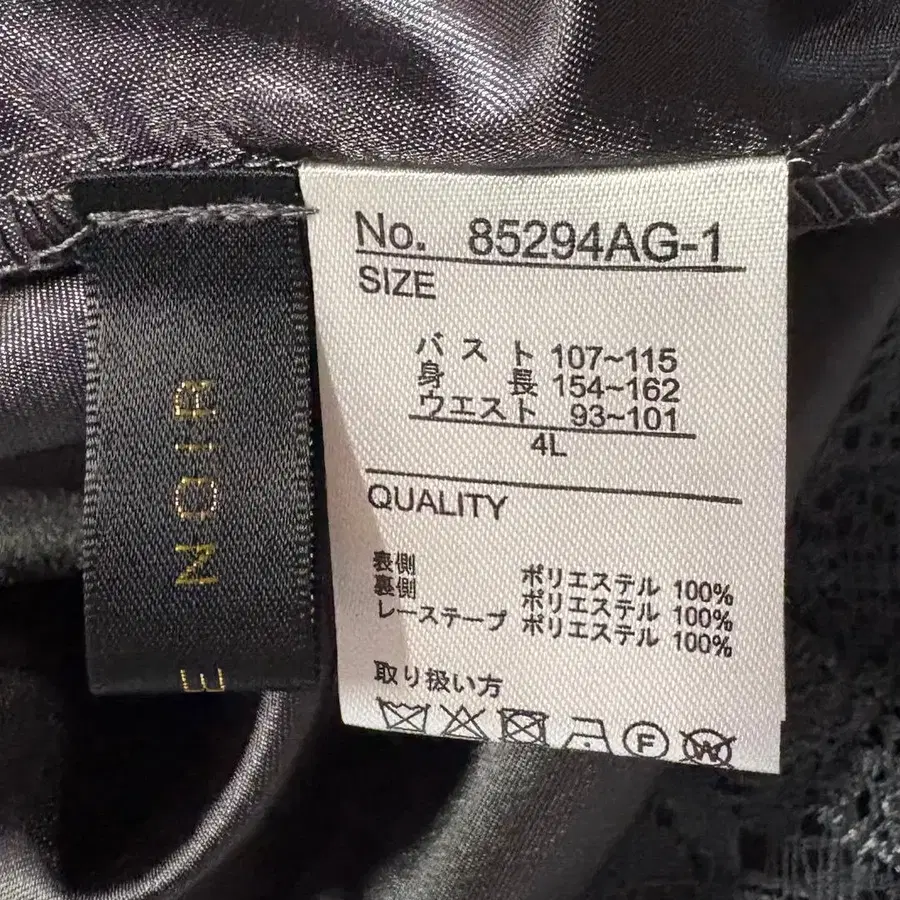 NOIR
E
No. 85294AG-1
SIZE
バスト 107~115
身長 154~162
ウエスト 93~101
4L
QUALITY
表側 ポリエステル 100%
裏側 ポリエステル 100%
レーステープ ポリエステル 100%
取り扱い方
F W